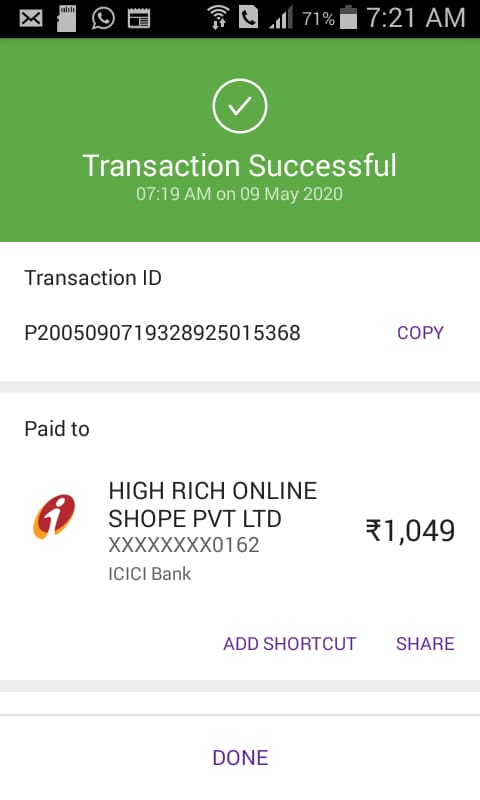 71% 7:21 AM
Transaction Successful
07:19 AM on 09 May 2020
Transaction ID
P2005090719328925015368 COPY
Paid to
HIGH RICH ONLINE
SHOPE PVT LTD
₹1,049
XXXXXXXX0162
ICICI Bank
ADD SHORTCUT SHARE
DONE